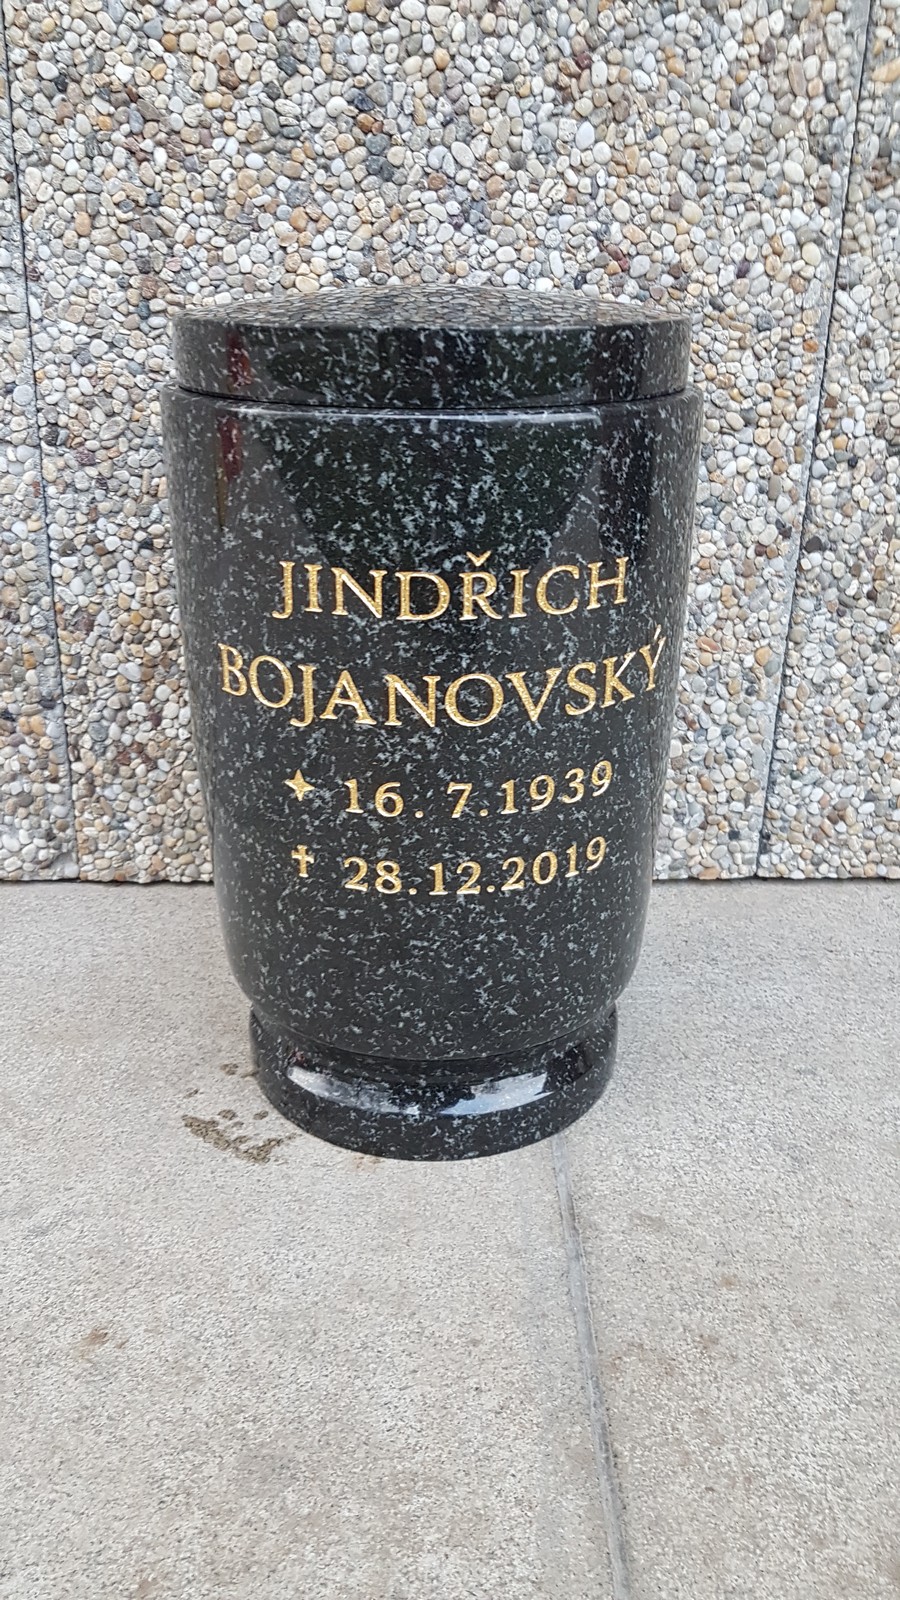 JINDŘICH
BOJANOVSKÝ
✦ 16. 7.1939
✝ 28.12.2019